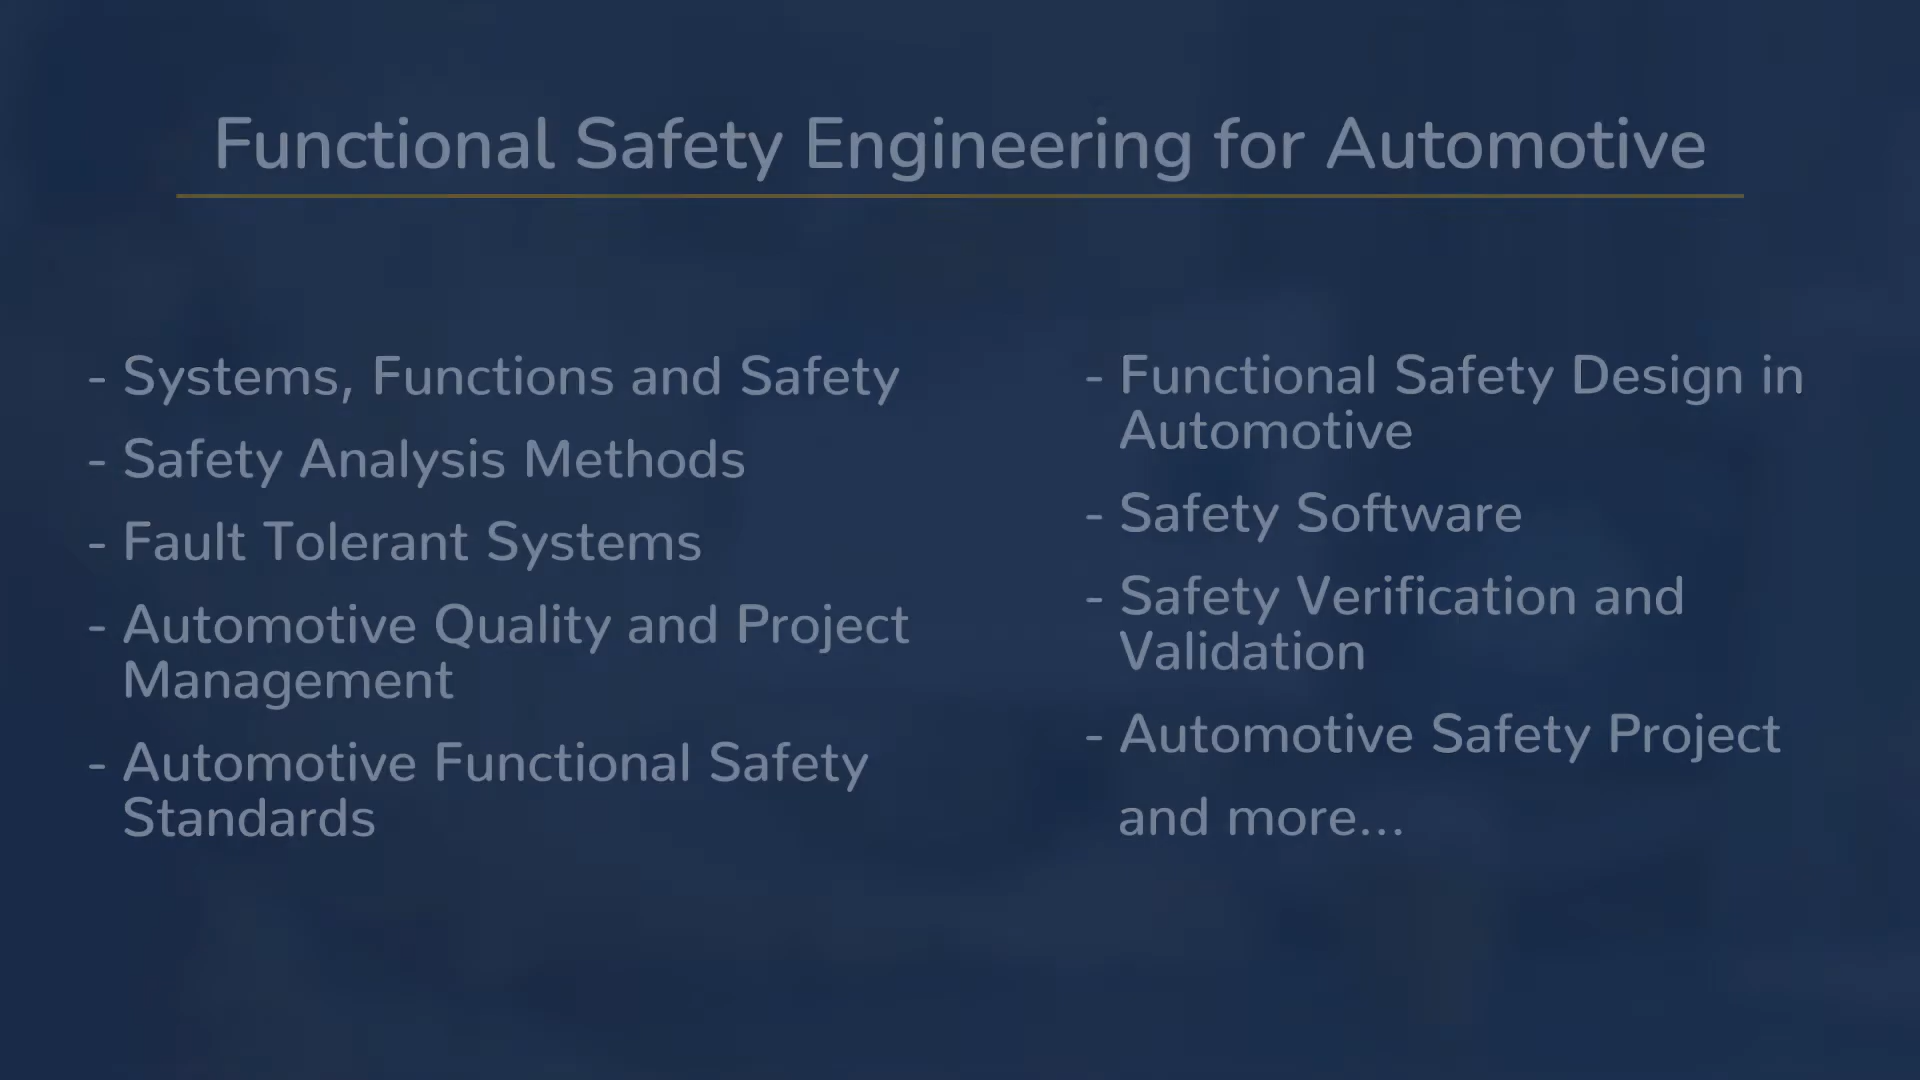 Functional Safety Engineering for Automotive
- Systems, Functions and Safety
- Safety Analysis Methods
- Fault Tolerant Systems
- Automotive Quality and Project
Management
- Automotive Functional Safety
Standards
- Functional Safety Design in
Automotive
- Safety Software
- Safety Verification and
Validation
- Automotive Safety Project
and more...